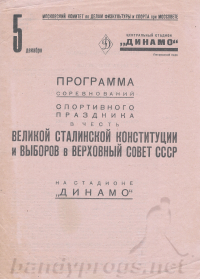 МОСКОВСКИЙ КОМИТЕТ ПО ДЕЛАМ ФИЗКУЛЬТУРЫ И СПОРТА ПРИ МОССОВЕТЕ
5
декабря
ЦЕНТРАЛЬНЫЙ СТАДИОН
„ДИНАМО"
ПРОГРАММА
СОРЕВНОВАНИЙ
СПОРТИВНОГО
ПРАЗДНИКА
В ЧЕСТЬ
ВЕЛИКОЙ СТАЛИНСКОЙ КОНСТИТУЦИИ
И ВЫБОРОВ В ВЕРХОВНЫЙ СОВЕТ СССР
НА СТАДИОНЕ
„ДИНАМО"
bandyprogs.net